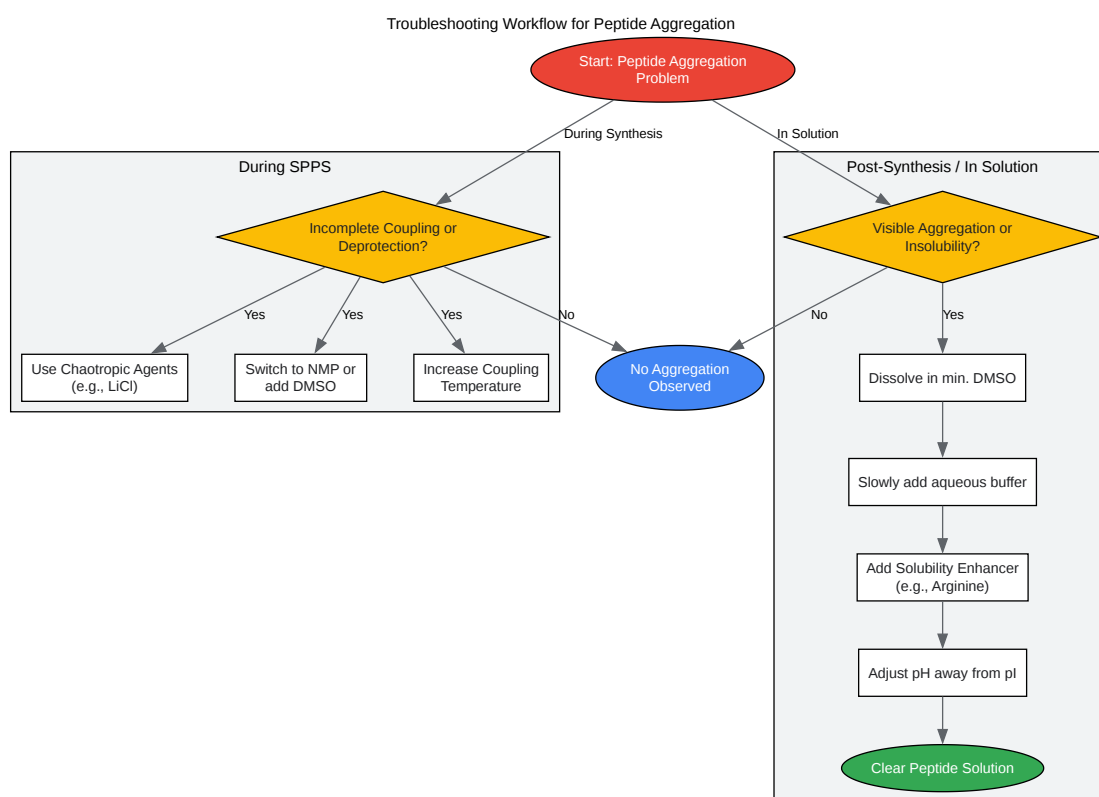 Troubleshooting Workflow for Peptide Aggregation
Start: Peptide Aggregation
Problem
During Synthesis
In Solution
During SPPS
Incomplete Coupling or
Deprotection?
Yes
Yes
Yes
No
Use Chaotropic Agents
(e.g., LiCl)
Switch to NMP or
add DMSO
Increase Coupling
Temperature
No Aggregation
Observed
Post-Synthesis / In Solution
Visible Aggregation or
Insolubility?
No
Yes
Dissolve in min. DMSO
Slowly add aqueous buffer
Add Solubility Enhancer
(e.g., Arginine)
Adjust pH away from pI
Clear Peptide Solution